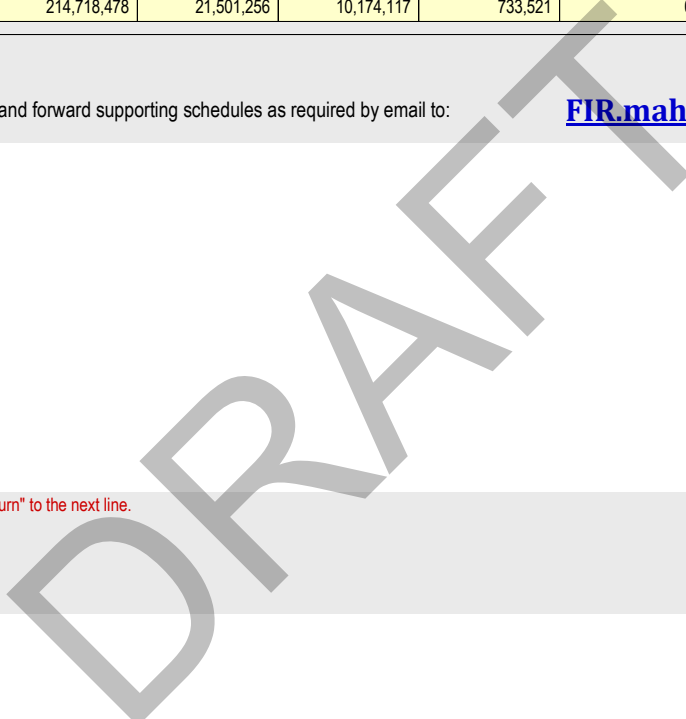 214,718,478 21,501,256 10,174,117 733,521
and forward supporting schedules as required by email to: FIR.mah
urn" to the next line.
DRAFT